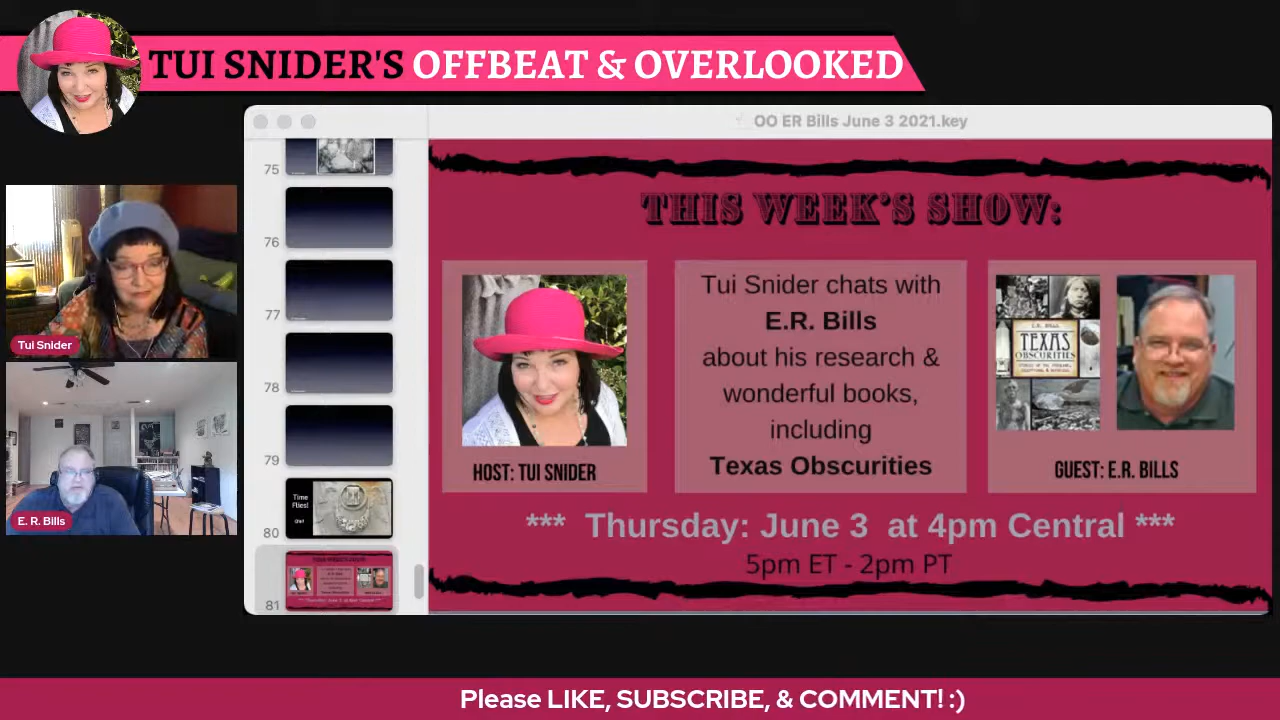 TUI SNIDER'S OFFBEAT & OVERLOOKED
OO ER Bills June 3 2021.key
75
76
77
78
79
Time
Flies!
80
81
THIS WEEK'S SHOW:
HOST: TUI SNIDER
Tui Snider chats with
E.R. Bills
about his research &
wonderful books,
including
Texas Obscurities
E.R. BILLS
TEXAS
OBSCURITIES
GUEST: E.R. BILLS
*** Thursday: June 3 at 4pm Central ***
5pm ET - 2pm PT
Tui Snider
E. R. Bills
Please LIKE, SUBSCRIBE, & COMMENT! :)